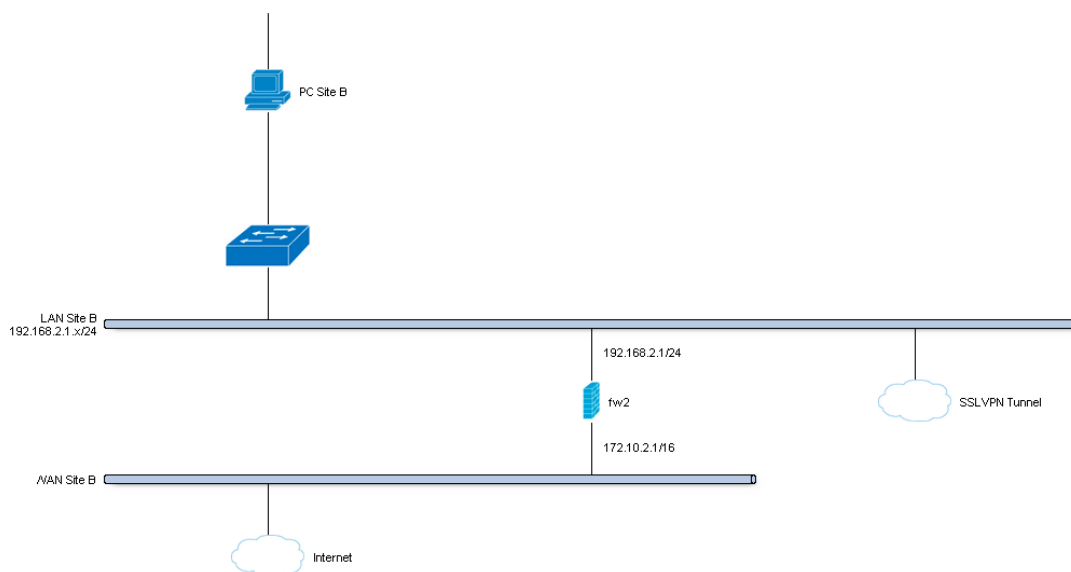 PC Site B
LAN Site B
192.168.2.1.x/24
192.168.2.1/24
fw2
SSLVPN Tunnel
172.10.2.1/16
WAN Site B
Internet